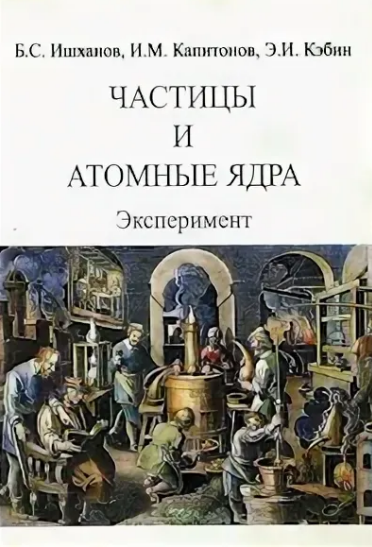 Б.С. Ишханов, И.М. Капитонов, Э.И. Кэбин
ЧАСТИЦЫ
И
АТОМНЫЕ ЯДРА
Эксперимент